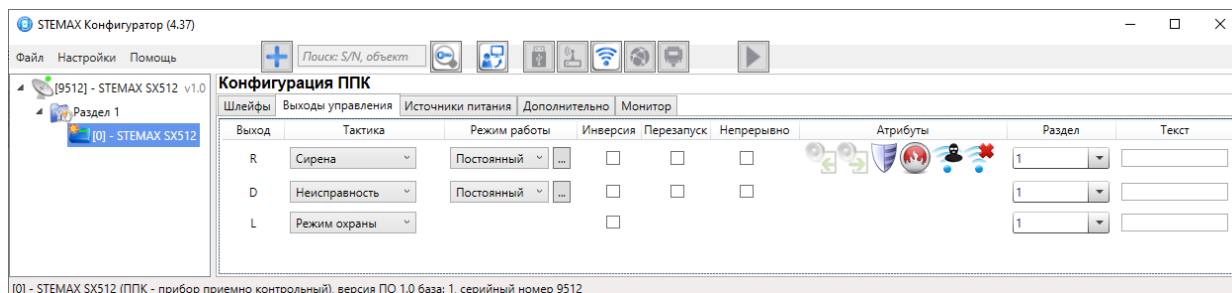 STEMAX Конфигуратор (4.37)
Файл Настройки Помощь Поиск: S/N, объект
[9512] - STEMAX SX512 v1.0
Раздел 1
[0] - STEMAX SX512
Конфигурация ППК
Шлейфы Выходы управления Источники питания Дополнительно Монитор
Выход Тактика Режим работы Инверсия Перезапуск Непрерывно Атрибуты Раздел Текст
R Сирена Постоянный ... 1
D Неисправность Постоянный ... 1
L Режим охраны 1
[0] - STEMAX SX512 (ППК - прибор приемно контрольный), версия ПО 1.0 база: 1, серийный номер 9512